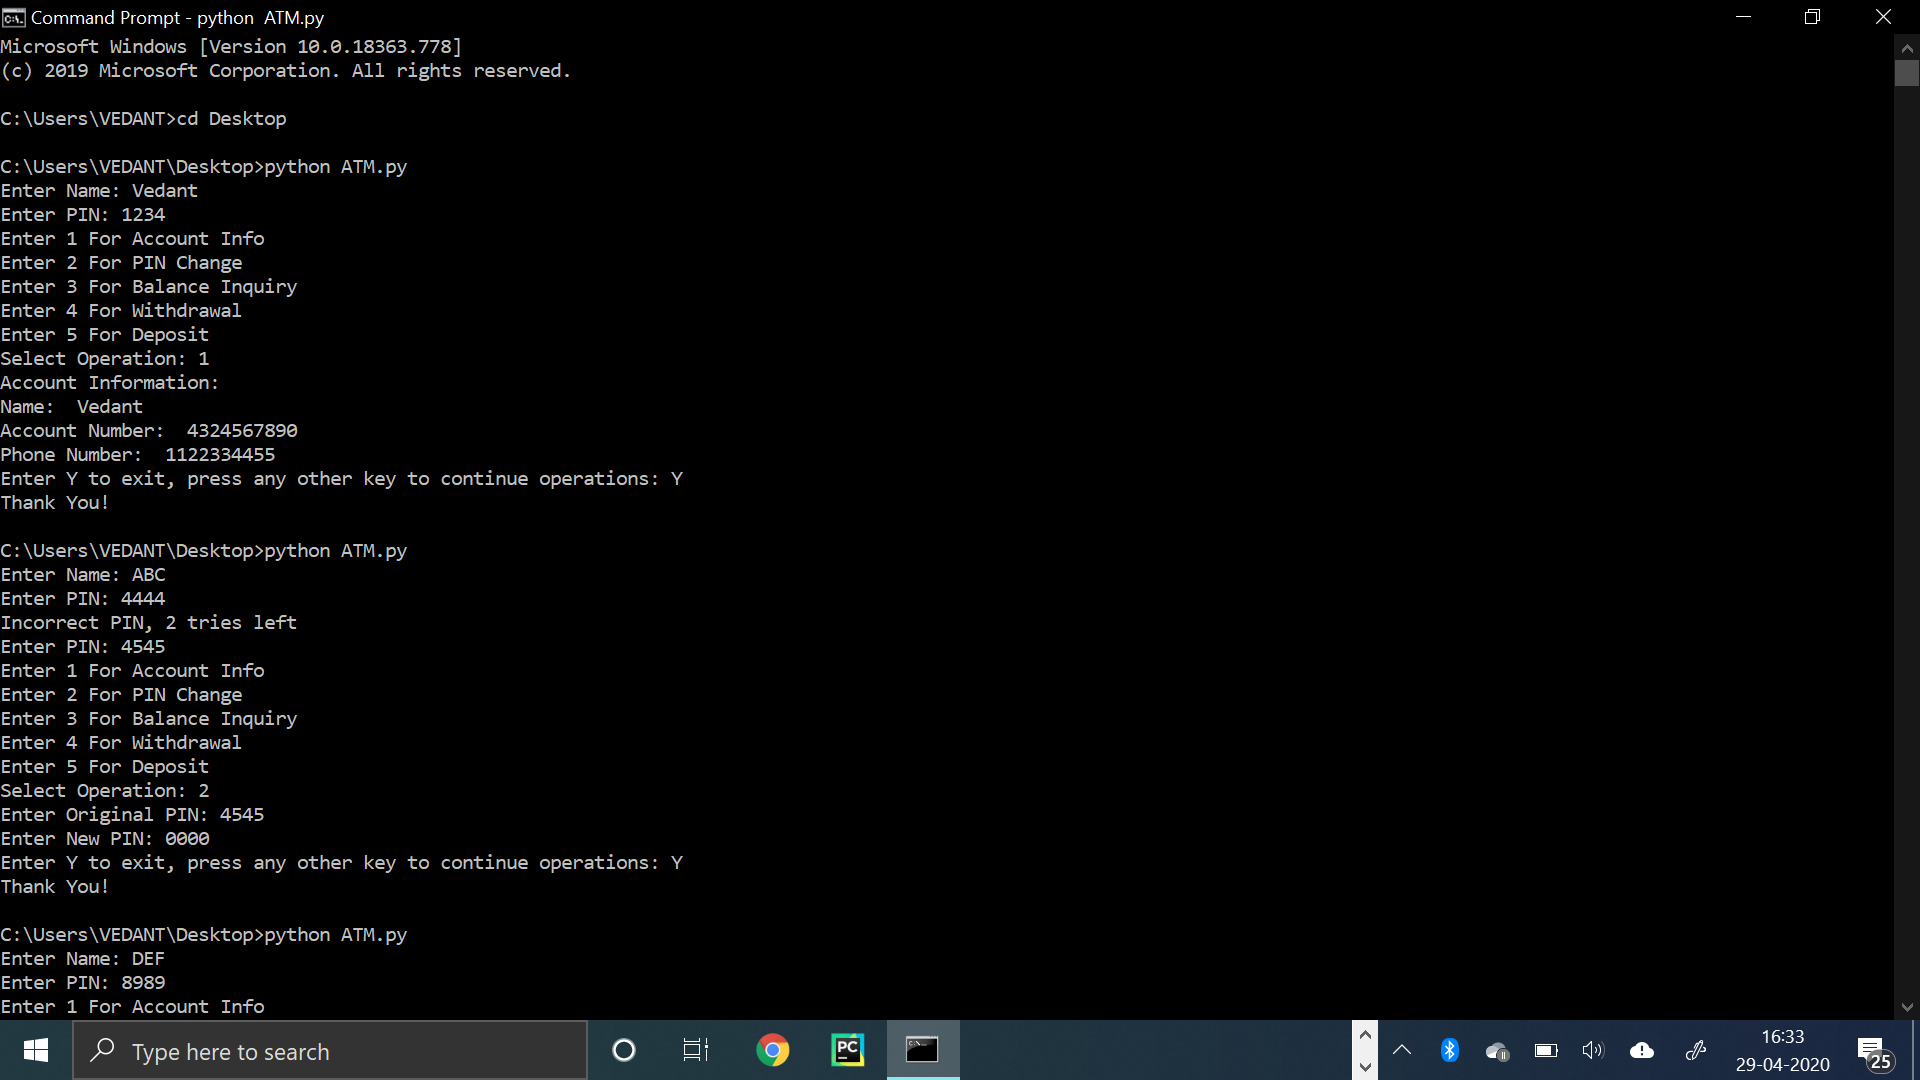 Command Prompt - python  ATM.py
Microsoft Windows [Version 10.0.18363.778]
(c) 2019 Microsoft Corporation. All rights reserved.
C:\Users\VEDANT>cd Desktop
C:\Users\VEDANT\Desktop>python ATM.py
Enter Name: Vedant
Enter PIN: 1234
Enter 1 For Account Info
Enter 2 For PIN Change
Enter 3 For Balance Inquiry
Enter 4 For Withdrawal
Enter 5 For Deposit
Select Operation: 1
Account Information:
Name:  Vedant
Account Number:  4324567890
Phone Number:  1122334455
Enter Y to exit, press any other key to continue operations: Y
Thank You!
C:\Users\VEDANT\Desktop>python ATM.py
Enter Name: ABC
Enter PIN: 4444
Incorrect PIN, 2 tries left
Enter PIN: 4545
Enter 1 For Account Info
Enter 2 For PIN Change
Enter 3 For Balance Inquiry
Enter 4 For Withdrawal
Enter 5 For Deposit
Select Operation: 2
Enter Original PIN: 4545
Enter New PIN: 0000
Enter Y to exit, press any other key to continue operations: Y
Thank You!
C:\Users\VEDANT\Desktop>python ATM.py
Enter Name: DEF
Enter PIN: 8989
Enter 1 For Account Info
Type here to search
PC
16:33
29-04-2020
25